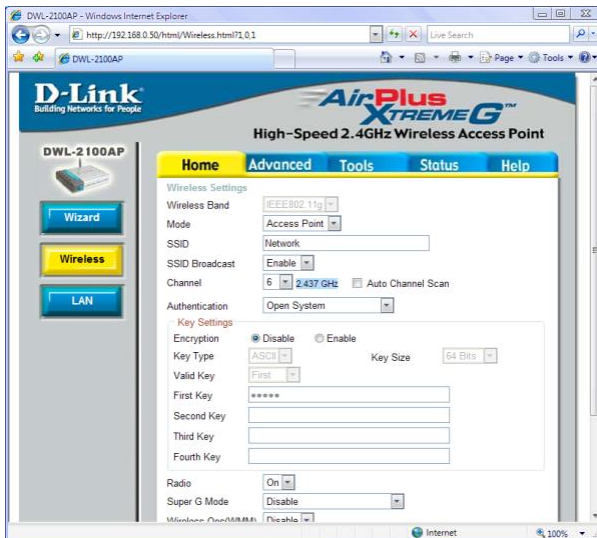 DWL-2100AP - Windows Internet Explorer
http://192.168.0.50/html/Wireless.html?1,0,1
Live Search
DWL-2100AP
Page
Tools
D-Link
Building Networks for People
AirPlus
XTREME G™
High-Speed 2.4GHz Wireless Access Point
DWL-2100AP
Home Advanced Tools Status Help
Wizard
Wireless
LAN
Wireless Settings
Wireless Band IEEE802.11g
Mode Access Point
SSID Network
SSID Broadcast Enable
Channel 6 2.437 GHz Auto Channel Scan
Authentication Open System
Key Settings
Encryption Disable Enable
Key Type ASCII Key Size 64 Bits
Valid Key First
First Key *****
Second Key
Third Key
Fourth Key
Radio On
Super G Mode Disable
Wireless Qos(WMM) Disable
Internet 100%